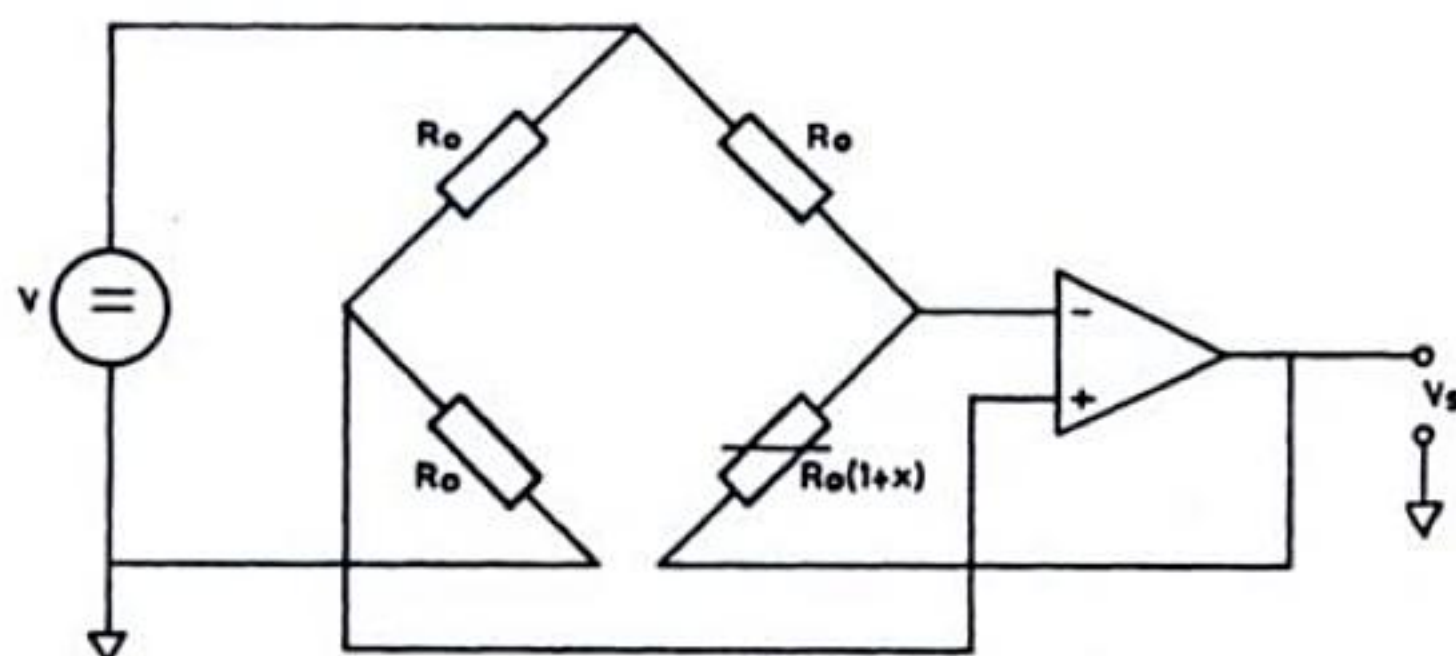 Ro
Ro
V
=
-
+
Vs
Ro
Ro(1+x)